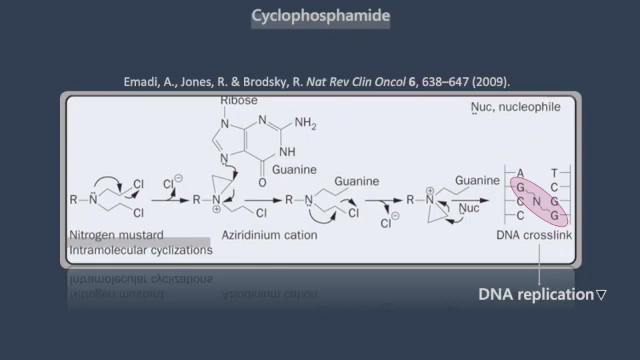 Cyclophosphamide
Emadi, A., Jones, R. & Brodsky, R. Nat Rev Clin Oncol 6, 638–647 (2009).
Ribose
Nuc, nucleophile
N
N
NH2
N
NH
O
Guanine
R
N
Cl
Cl
Cl⊖
R
N
+
Cl
R
N
Guanine
Cl
Cl⊖
R
N
+
Guanine
Nuc
A T
G C
C N G
C G
Nitrogen mustard
Intramolecular cyclizations
Aziridinium cation
DNA crosslink
DNA replication▽